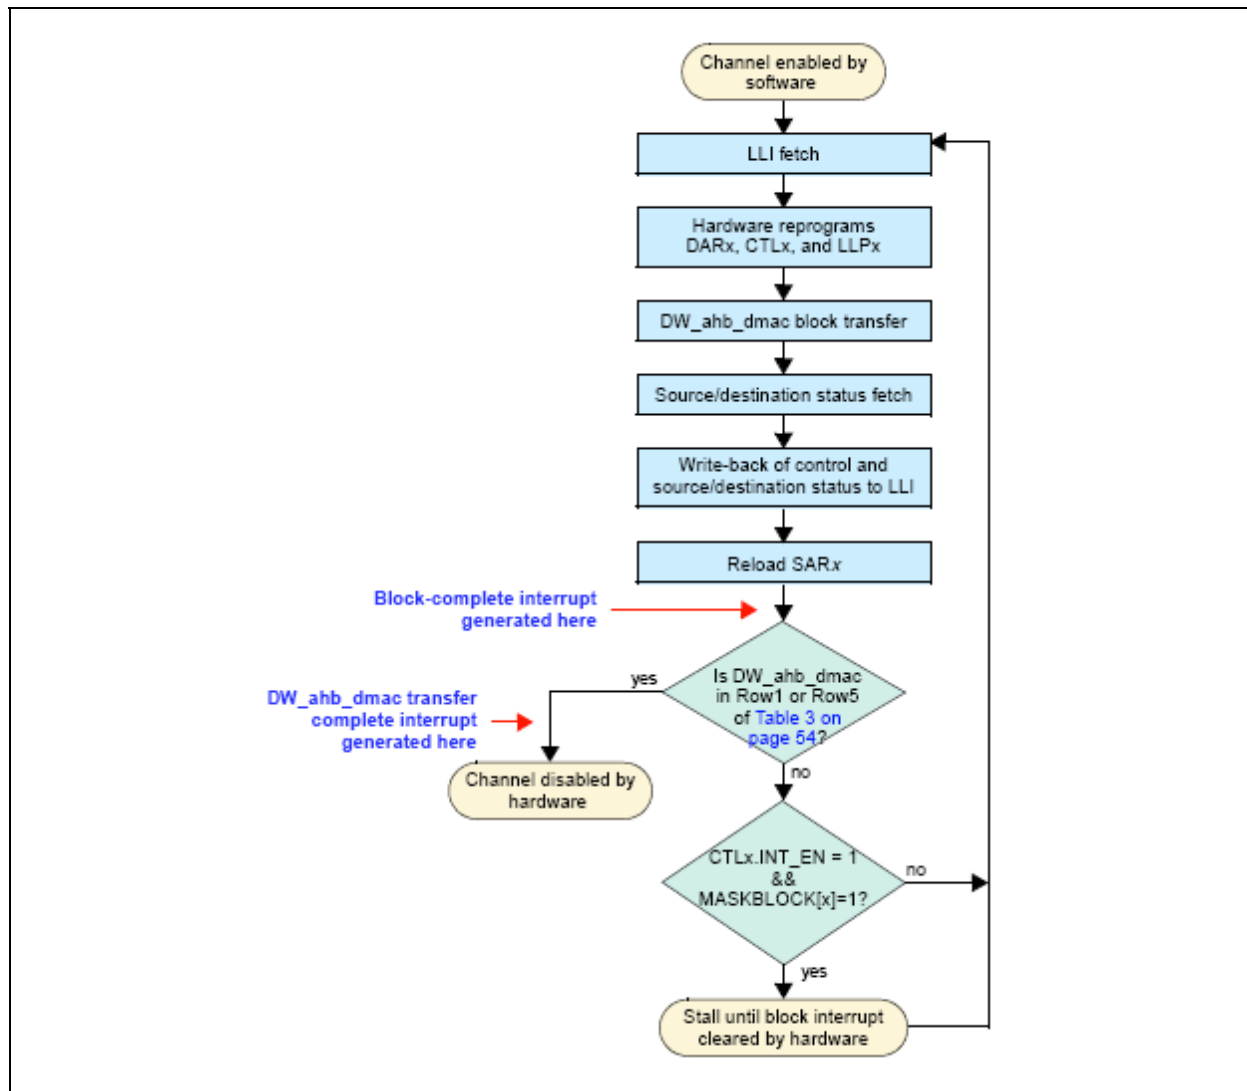 Channel enabled by
software
LLI fetch
Hardware reprograms
DARx, CTLx, and LLPx
DW_ahb_dmac block transfer
Source/destination status fetch
Write-back of control and
source/destination status to LLI
Reload SARx
Block-complete interrupt
generated here
Is DW_ahb_dmac
in Row1 or Row5
of Table 3 on
page 54?
yes
DW_ahb_dmac transfer
complete interrupt
generated here
Channel disabled by
hardware
no
CTLx.INT_EN = 1
&&
MASKBLOCK[x]=1?
no
yes
Stall until block interrupt
cleared by hardware